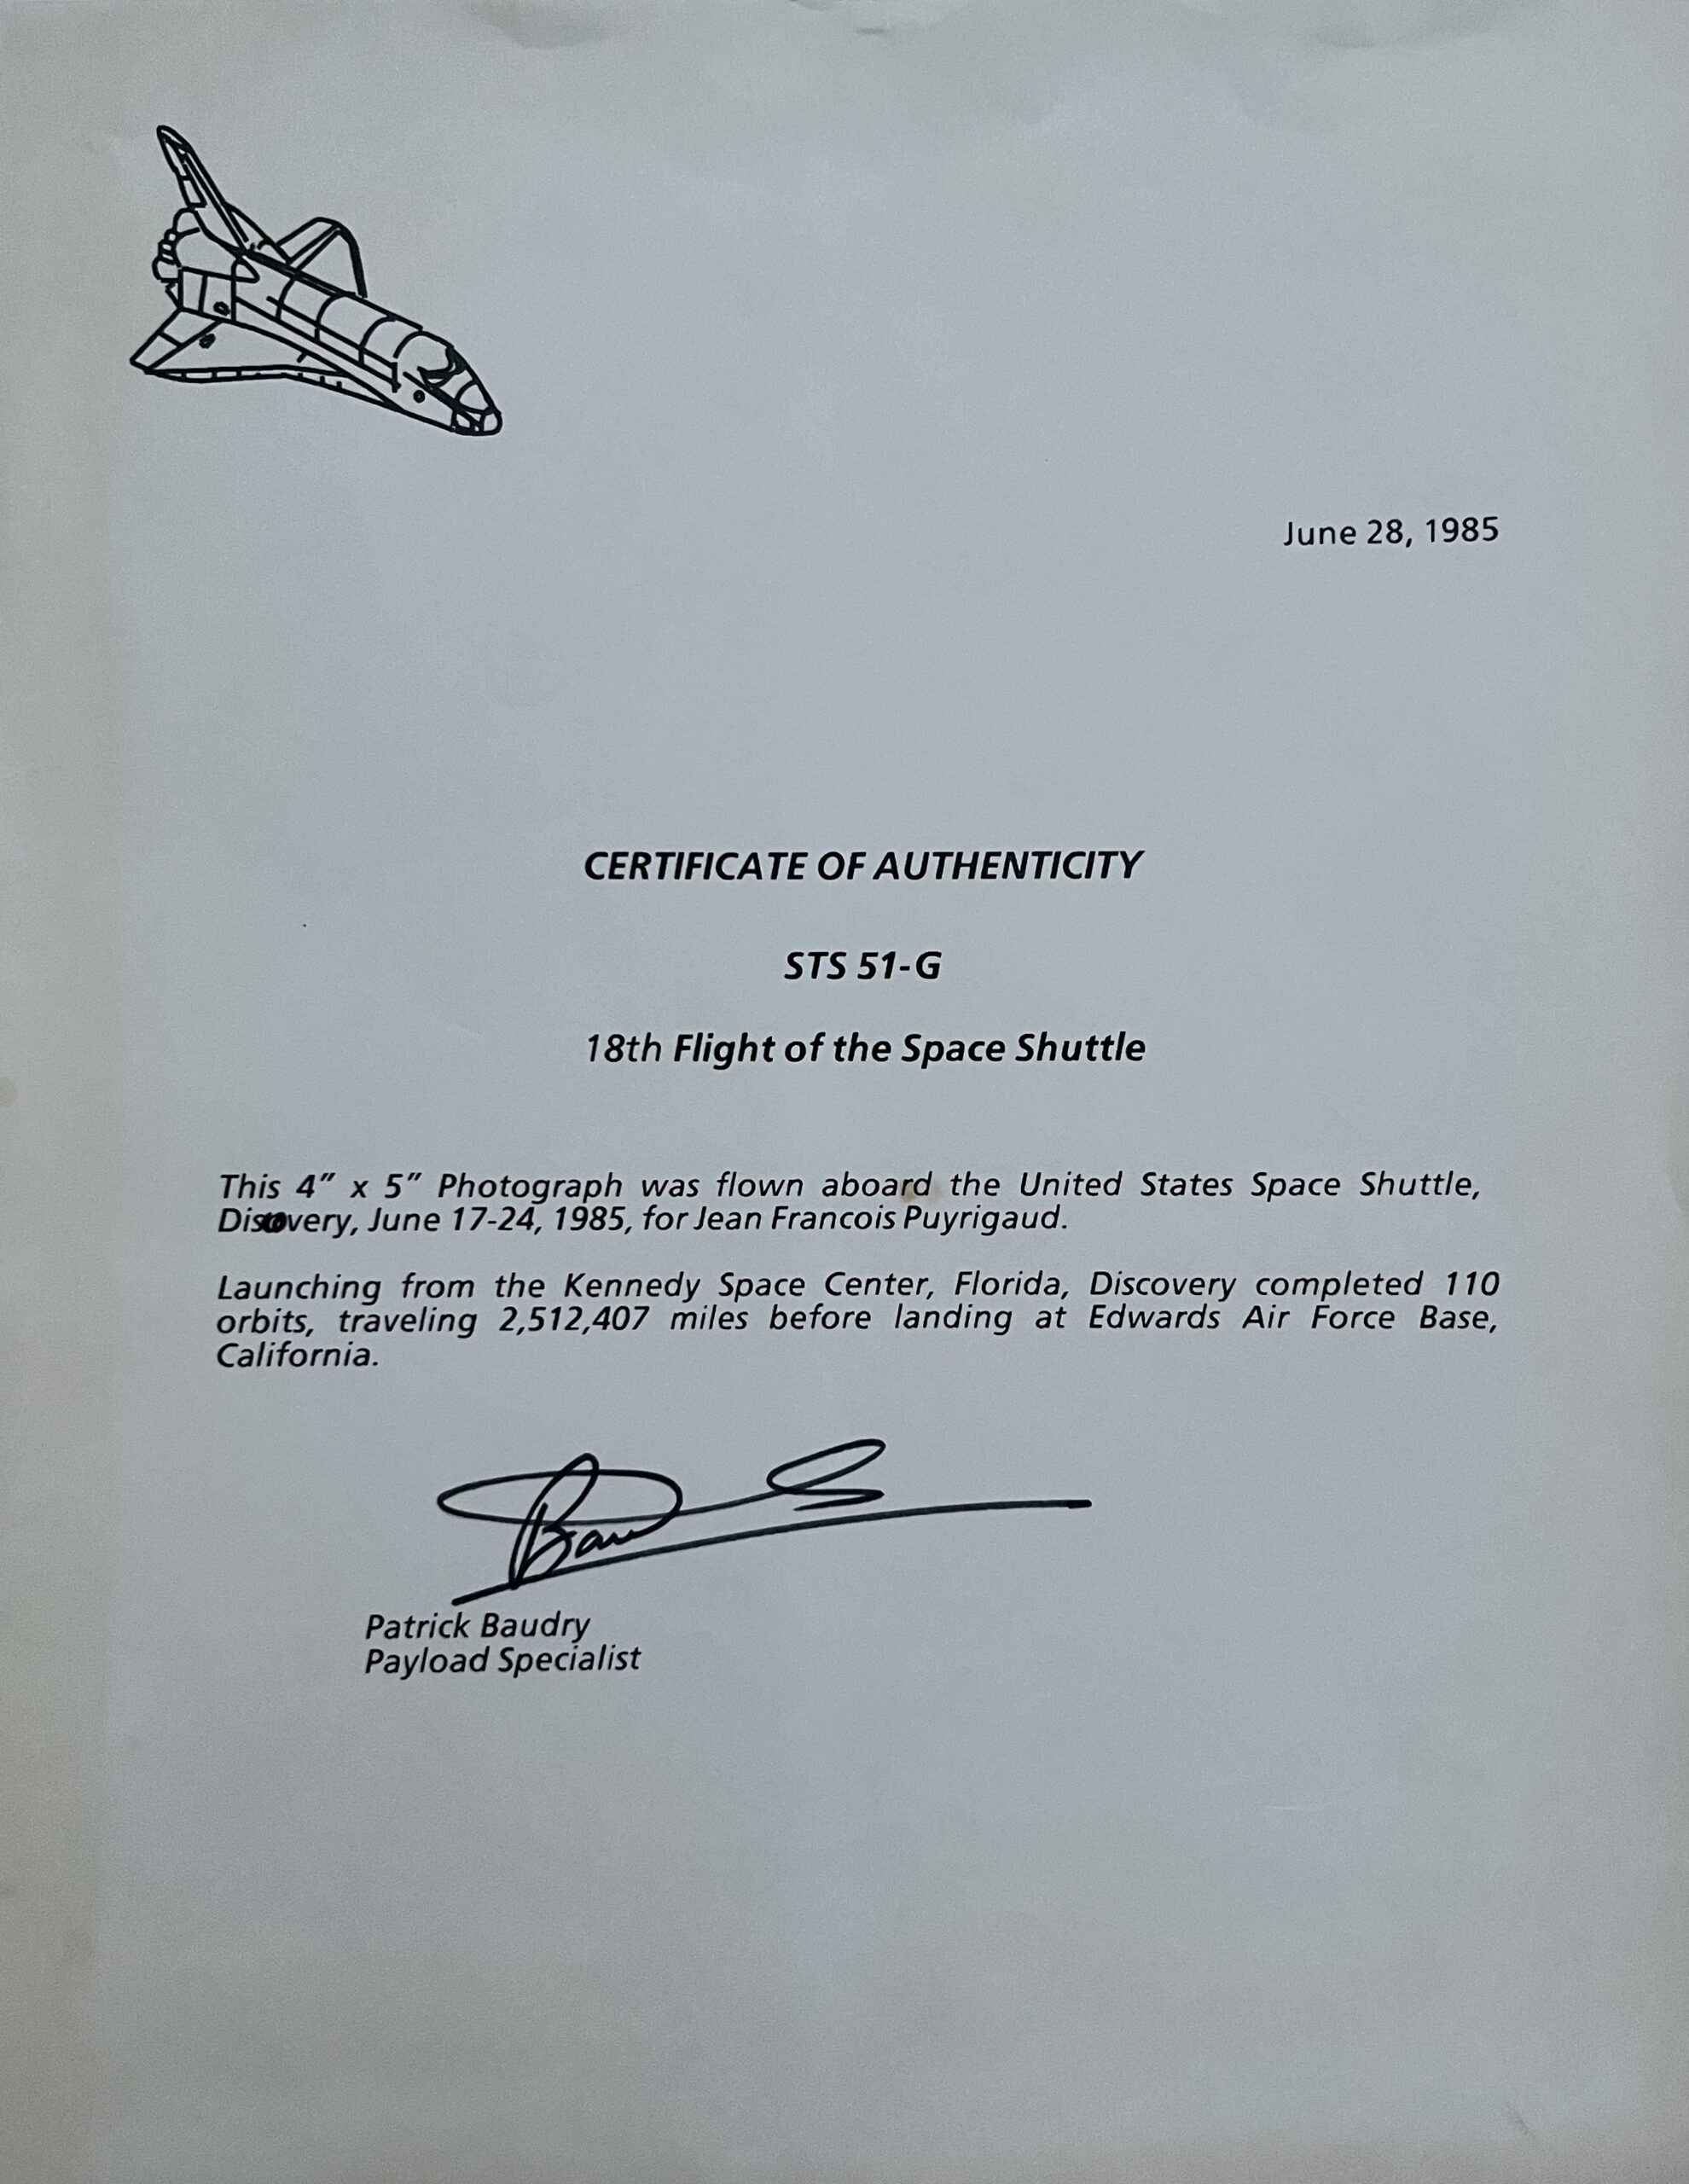 June 28, 1985
CERTIFICATE OF AUTHENTICITY
STS 51-G
18th Flight of the Space Shuttle
This 4″ x 5″ Photograph was flown aboard the United States Space Shuttle,
Discovery, June 17-24, 1985, for Jean Francois Puyrigaud.
Launching from the Kennedy Space Center, Florida, Discovery completed 110
orbits, traveling 2,512,407 miles before landing at Edwards Air Force Base,
California.
Patrick Baudry
Payload Specialist